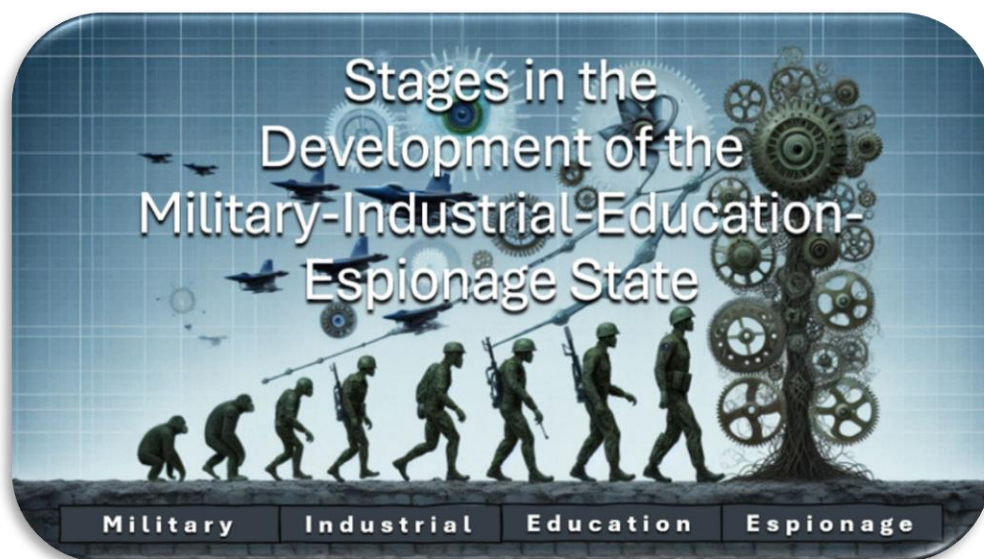 Stages in the
Development of the
Military-Industrial-Education-
Espionage State
Military Industrial Education Espionage